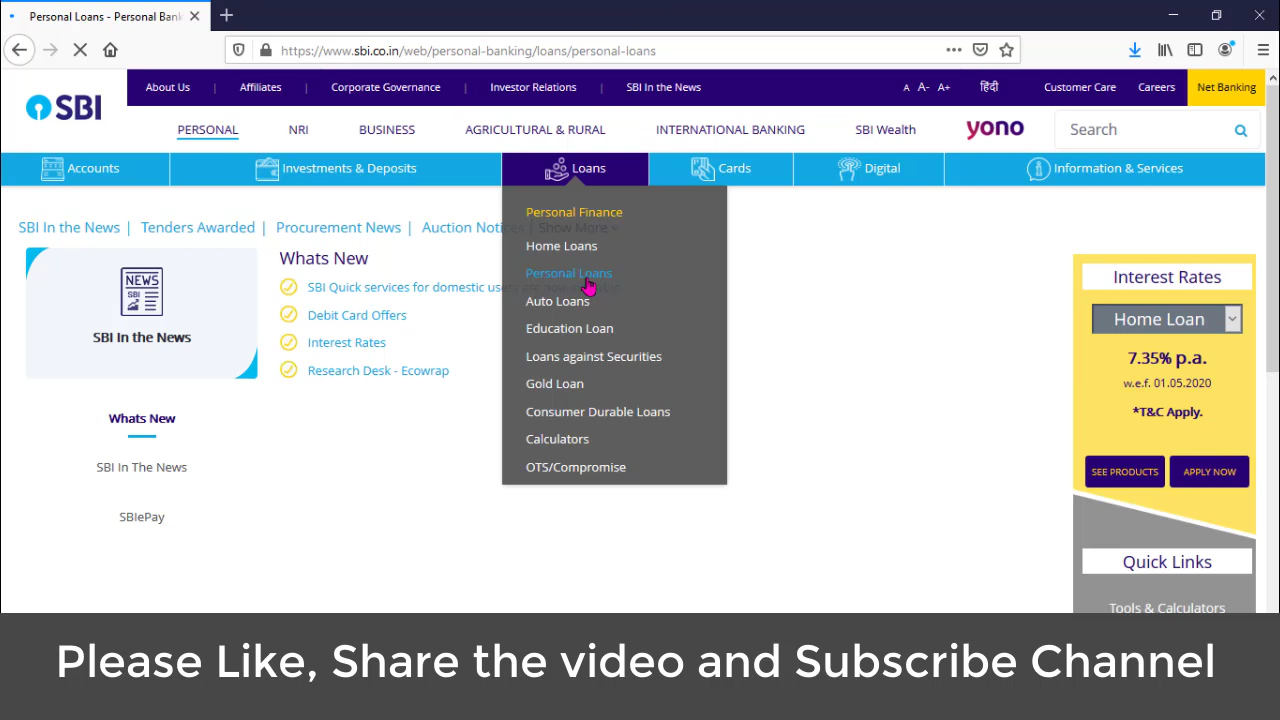 Personal Loans - Personal Bank
https://www.sbi.co.in/web/personal-banking/loans/personal-loans
SBI
About Us | Affiliates | Corporate Governance | Investor Relations | SBI In the News
A A- A+ हिंदी Customer Care Careers Net Banking
PERSONAL NRI BUSINESS AGRICULTURAL & RURAL INTERNATIONAL BANKING SBI Wealth yono Search
Accounts Investments & Deposits Loans Cards Digital Information & Services
SBI In the News | Tenders Awarded | Procurement News | Auction Notices Show More
Personal Finance
Home Loans
Personal Loans
Auto Loans
Education Loan
Loans against Securities
Gold Loan
Consumer Durable Loans
Calculators
OTS/Compromise
NEWS
SBI
SBI In the News
Whats New
SBI Quick services for domestic users are now
Debit Card Offers
Interest Rates
Research Desk - Ecowrap
Whats New
SBI In The News
SBIePay
Interest Rates
Home Loan
7.35% p.a.
w.e.f. 01.05.2020
*T&C Apply.
SEE PRODUCTS APPLY NOW
Quick Links
Tools & Calculators
Please Like, Share the video and Subscribe Channel